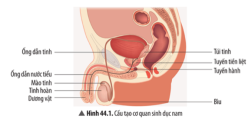 Ống dẫn tinh
Ống dẫn nước tiểu
Mào tinh
Tinh hoàn
Dương vật
Túi tinh
Tuyến tiền liệt
Tuyến hành
Bìu
▲ Hình 44.1. Cấu tạo cơ quan sinh dục nam